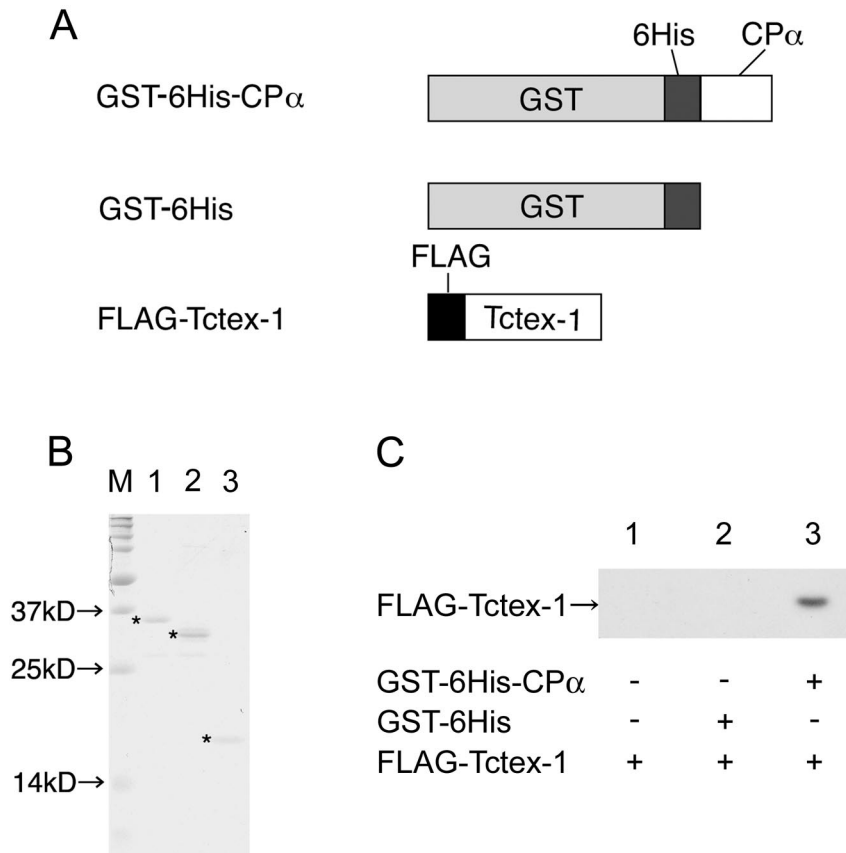 A
6His CPα
GST-6His-CPα GST
GST-6His GST
FLAG
FLAG-Tctex-1 Tctex-1
B
M 1 2 3
37kD→
*
*
25kD→
*
14kD→
C
1 2 3
FLAG-Tctex-1→
GST-6His-CPα - - +
GST-6His - + -
FLAG-Tctex-1 + + +